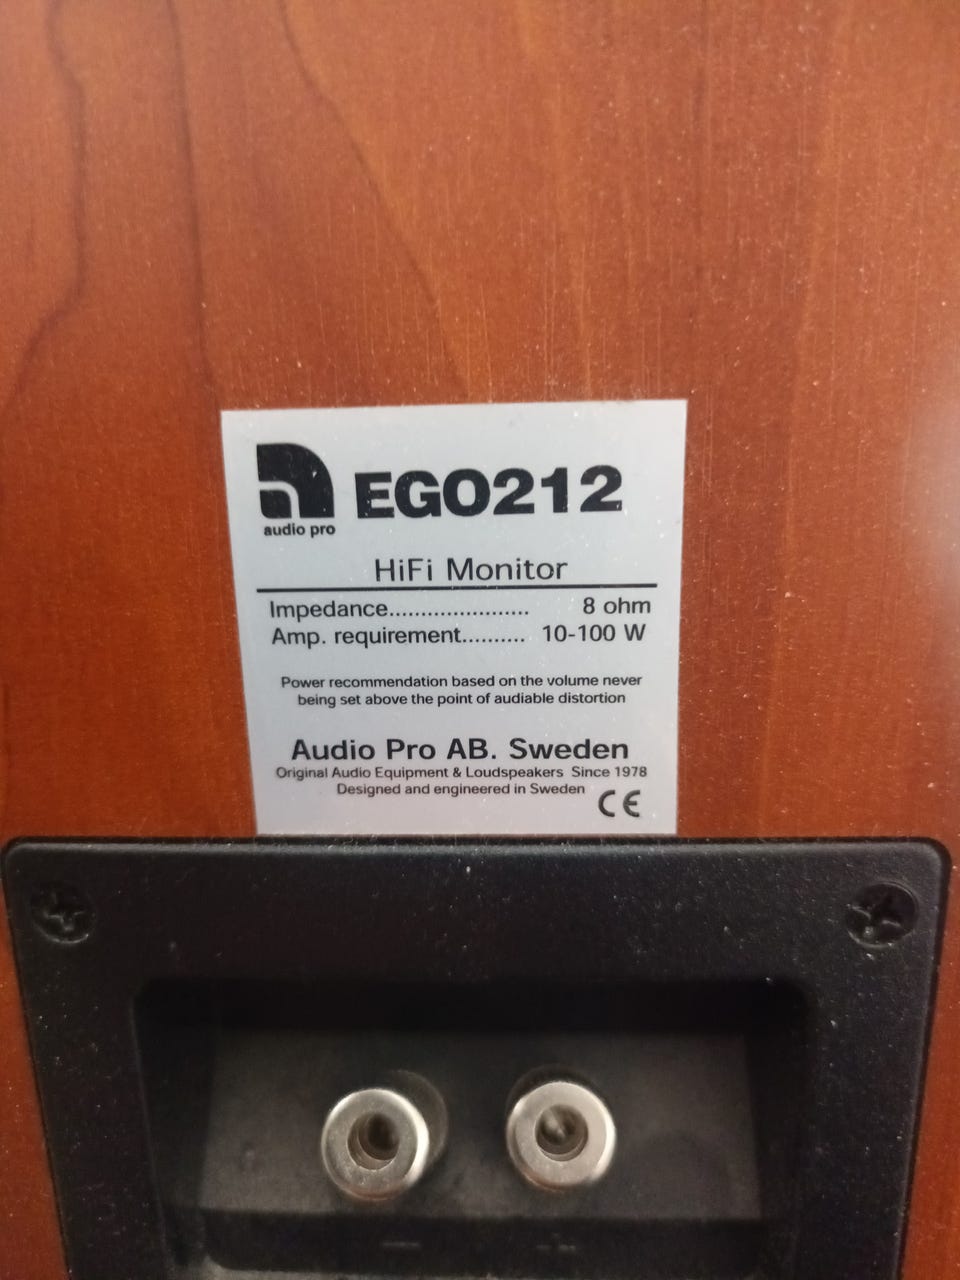 audio pro
EGO212
HiFi Monitor
Impedance...................... 8 ohm
Amp. requirement.......... 10-100 W
Power recommendation based on the volume never
being set above the point of audiable distortion
Audio Pro AB. Sweden
Original Audio Equipment & Loudspeakers Since 1978
Designed and engineered in Sweden
CE
− +